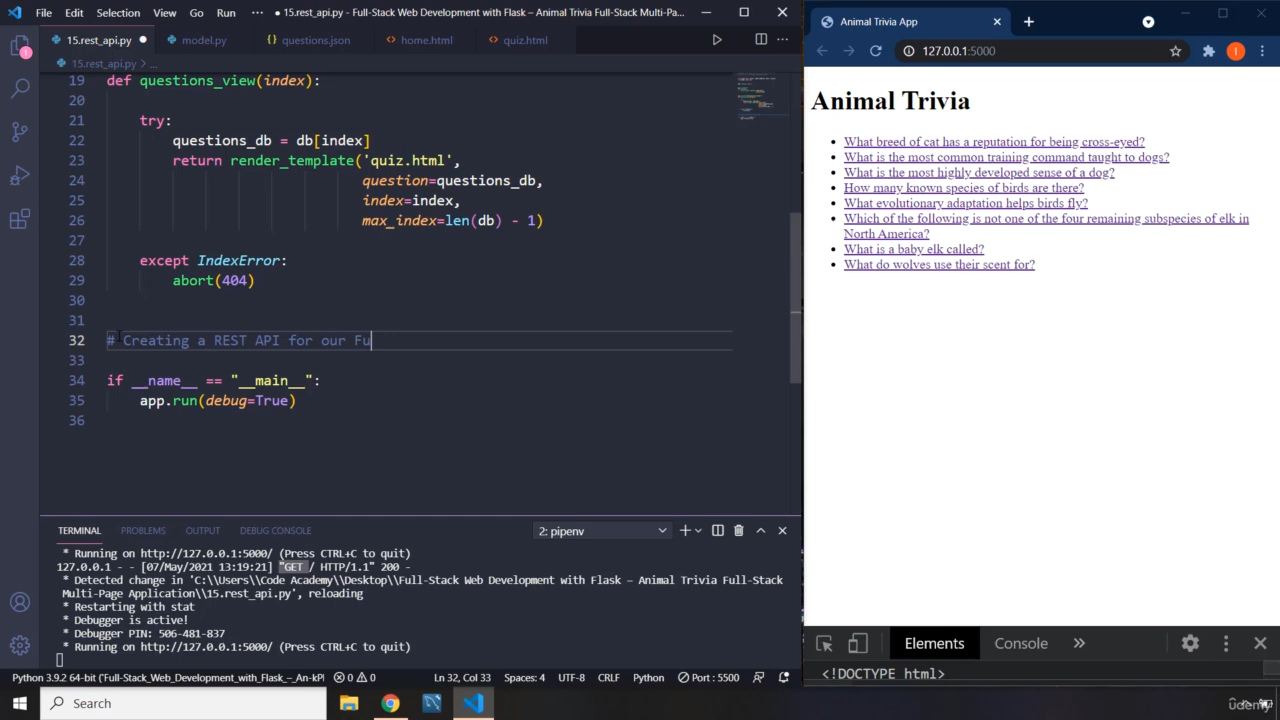 File Edit Selection View Go Run ··· ● 15.rest_api.py - Full-Stack Web Development with Flask – Animal Trivia Full-Stack Multi-Pa...
15.rest_api.py ● model.py questions.json home.html quiz.html
15.rest_api.py > ...
19 def questions_view(index):
20
21 try:
22 questions_db = db[index]
23 return render_template('quiz.html',
24 question=questions_db,
25 index=index,
26 max_index=len(db) - 1)
27
28 except IndexError:
29 abort(404)
30
31
32 # Creating a REST API for our Fu
33
34 if __name__ == "__main__":
35 app.run(debug=True)
36
TERMINAL PROBLEMS OUTPUT DEBUG CONSOLE 2: pipenv
* Running on http://127.0.0.1:5000/ (Press CTRL+C to quit)
127.0.0.1 - - [07/May/2021 13:19:21] "GET / HTTP/1.1" 200 -
* Detected change in 'C:\\Users\\Code Academy\\Desktop\\Full-Stack Web Development with Flask – Animal Trivia Full-Stack
Multi-Page Application\\15.rest_api.py', reloading
* Restarting with stat
* Debugger is active!
* Debugger PIN: 506-481-837
* Running on http://127.0.0.1:5000/ (Press CTRL+C to quit)
Python 3.9.2 64-bit (Full-Stack_Web_Development_with_Flask_–_An-kPl 0 0 Ln 32, Col 33 Spaces: 4 UTF-8 CRLF Python Port : 5500
Search
1
Animal Trivia App
127.0.0.1:5000
I
Animal Trivia
What breed of cat has a reputation for being cross-eyed?
What is the most common training command taught to dogs?
What is the most highly developed sense of a dog?
How many known species of birds are there?
What evolutionary adaptation helps birds fly?
Which of the following is not one of the four remaining subspecies of elk in
North America?
What is a baby elk called?
What do wolves use their scent for?
Elements Console »
<!DOCTYPE html>
udemy